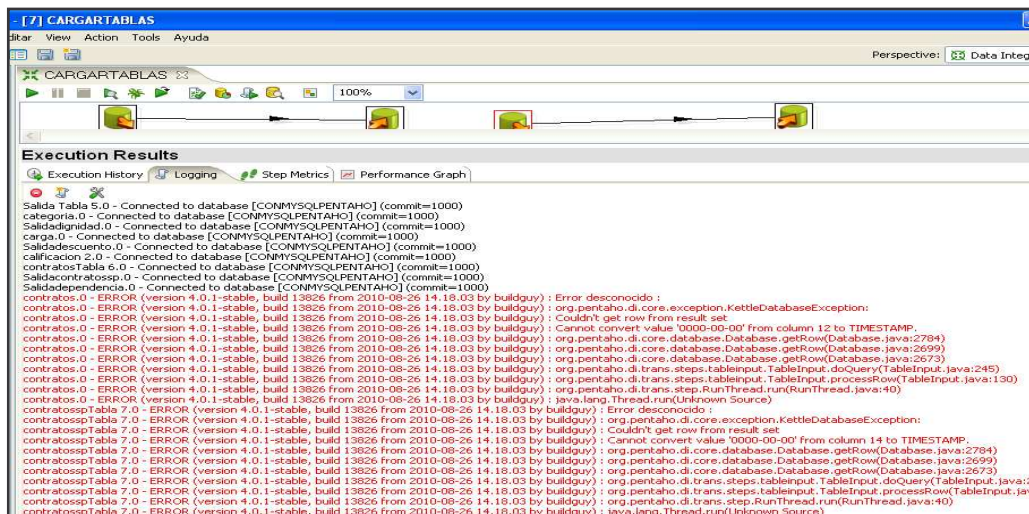 - [7] CARGARTABLAS
ditar View Action Tools Ayuda
Perspective: Data Integ
CARGARTABLAS
100%
Execution Results
Execution History Logging Step Metrics Performance Graph
Salida Tabla 5.0 - Connected to database [CONMYSQLPENTAHO] (commit=1000)
categoria.0 - Connected to database [CONMYSQLPENTAHO] (commit=1000)
Salidadignidad.0 - Connected to database [CONMYSQLPENTAHO] (commit=1000)
carga.0 - Connected to database [CONMYSQLPENTAHO] (commit=1000)
Salidadescuento.0 - Connected to database [CONMYSQLPENTAHO] (commit=1000)
calificacion 2.0 - Connected to database [CONMYSQLPENTAHO] (commit=1000)
contratosTabla 6.0 - Connected to database [CONMYSQLPENTAHO] (commit=1000)
Salidacontratossp.0 - Connected to database [CONMYSQLPENTAHO] (commit=1000)
Salidadependencia.0 - Connected to database [CONMYSQLPENTAHO] (commit=1000)
contratos.0 - ERROR (version 4.0.1-stable, build 13826 from 2010-08-26 14.18.03 by buildguy) : Error desconocido :
contratos.0 - ERROR (version 4.0.1-stable, build 13826 from 2010-08-26 14.18.03 by buildguy) : org.pentaho.di.core.exception.KettleDatabaseException:
contratos.0 - ERROR (version 4.0.1-stable, build 13826 from 2010-08-26 14.18.03 by buildguy) : Couldn't get row from result set
contratos.0 - ERROR (version 4.0.1-stable, build 13826 from 2010-08-26 14.18.03 by buildguy) : Cannot convert value '0000-00-00' from column 12 to TIMESTAMP.
contratos.0 - ERROR (version 4.0.1-stable, build 13826 from 2010-08-26 14.18.03 by buildguy) : org.pentaho.di.core.database.Database.getRow(Database.java:2784)
contratos.0 - ERROR (version 4.0.1-stable, build 13826 from 2010-08-26 14.18.03 by buildguy) : org.pentaho.di.core.database.Database.getRow(Database.java:2699)
contratos.0 - ERROR (version 4.0.1-stable, build 13826 from 2010-08-26 14.18.03 by buildguy) : org.pentaho.di.core.database.Database.getRow(Database.java:2673)
contratos.0 - ERROR (version 4.0.1-stable, build 13826 from 2010-08-26 14.18.03 by buildguy) : org.pentaho.di.trans.steps.tableinput.TableInput.doQuery(TableInput.java:245)
contratos.0 - ERROR (version 4.0.1-stable, build 13826 from 2010-08-26 14.18.03 by buildguy) : org.pentaho.di.trans.steps.tableinput.TableInput.processRow(TableInput.java:130)
contratos.0 - ERROR (version 4.0.1-stable, build 13826 from 2010-08-26 14.18.03 by buildguy) : org.pentaho.di.trans.step.RunThread.run(RunThread.java:40)
contratos.0 - ERROR (version 4.0.1-stable, build 13826 from 2010-08-26 14.18.03 by buildguy) : java.lang.Thread.run(Unknown Source)
contratosspTabla 7.0 - ERROR (version 4.0.1-stable, build 13826 from 2010-08-26 14.18.03 by buildguy) : Error desconocido :
contratosspTabla 7.0 - ERROR (version 4.0.1-stable, build 13826 from 2010-08-26 14.18.03 by buildguy) : org.pentaho.di.core.exception.KettleDatabaseException:
contratosspTabla 7.0 - ERROR (version 4.0.1-stable, build 13826 from 2010-08-26 14.18.03 by buildguy) : Couldn't get row from result set
contratosspTabla 7.0 - ERROR (version 4.0.1-stable, build 13826 from 2010-08-26 14.18.03 by buildguy) : Cannot convert value '0000-00-00' from column 14 to TIMESTAMP.
contratosspTabla 7.0 - ERROR (version 4.0.1-stable, build 13826 from 2010-08-26 14.18.03 by buildguy) : org.pentaho.di.core.database.Database.getRow(Database.java:2784)
contratosspTabla 7.0 - ERROR (version 4.0.1-stable, build 13826 from 2010-08-26 14.18.03 by buildguy) : org.pentaho.di.core.database.Database.getRow(Database.java:2699)
contratosspTabla 7.0 - ERROR (version 4.0.1-stable, build 13826 from 2010-08-26 14.18.03 by buildguy) : org.pentaho.di.core.database.Database.getRow(Database.java:2673)
contratosspTabla 7.0 - ERROR (version 4.0.1-stable, build 13826 from 2010-08-26 14.18.03 by buildguy) : org.pentaho.di.trans.steps.tableinput.TableInput.doQuery(TableInput.java:2
contratosspTabla 7.0 - ERROR (version 4.0.1-stable, build 13826 from 2010-08-26 14.18.03 by buildguy) : org.pentaho.di.trans.steps.tableinput.TableInput.processRow(TableInput.jav
contratosspTabla 7.0 - ERROR (version 4.0.1-stable, build 13826 from 2010-08-26 14.18.03 by buildguy) : org.pentaho.di.trans.step.RunThread.run(RunThread.java:40)
contratosspTabla 7.0 - ERROR (version 4.0.1-stable, build 13826 from 2010-08-26 14.18.03 by buildguy) : java.lang.Thread.run(Unknown Source)